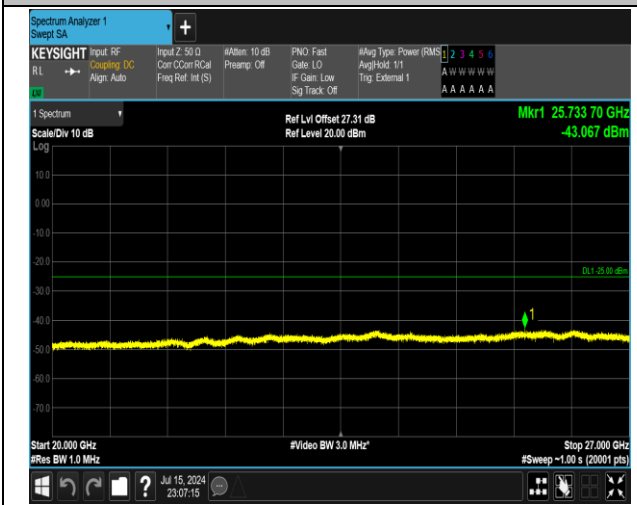 Spectrum Analyzer 1
Swept SA
+
KEYSIGHT
RL
LXI
Input: RF
Coupling: DC
Align: Auto
Input Z: 50 Ω
Corr CCorr RCal
Freq Ref: Int (S)
#Atten: 10 dB
Preamp: Off
PNO: Fast
Gate: LO
IF Gain: Low
Sig Track: Off
#Avg Type: Power (RMS
Avg|Hold: 1/1
Trig: External 1
1 2 3 4 5 6
A W W W W W
A A A A A A
1 Spectrum
Scale/Div 10 dB
Log
Ref Lvl Offset 27.31 dB
Ref Level 20.00 dBm
Mkr1 25.733 70 GHz
-43.067 dBm
10.0
0.00
-10.0
-20.0
DL1 -25.00 dBm
-30.0
-40.0
1
-50.0
-60.0
-70.0
Start 20.000 GHz
#Res BW 1.0 MHz
#Video BW 3.0 MHz*
Stop 27.000 GHz
#Sweep ~1.00 s (20001 pts)
?
Jul 15, 2024
23:07:15